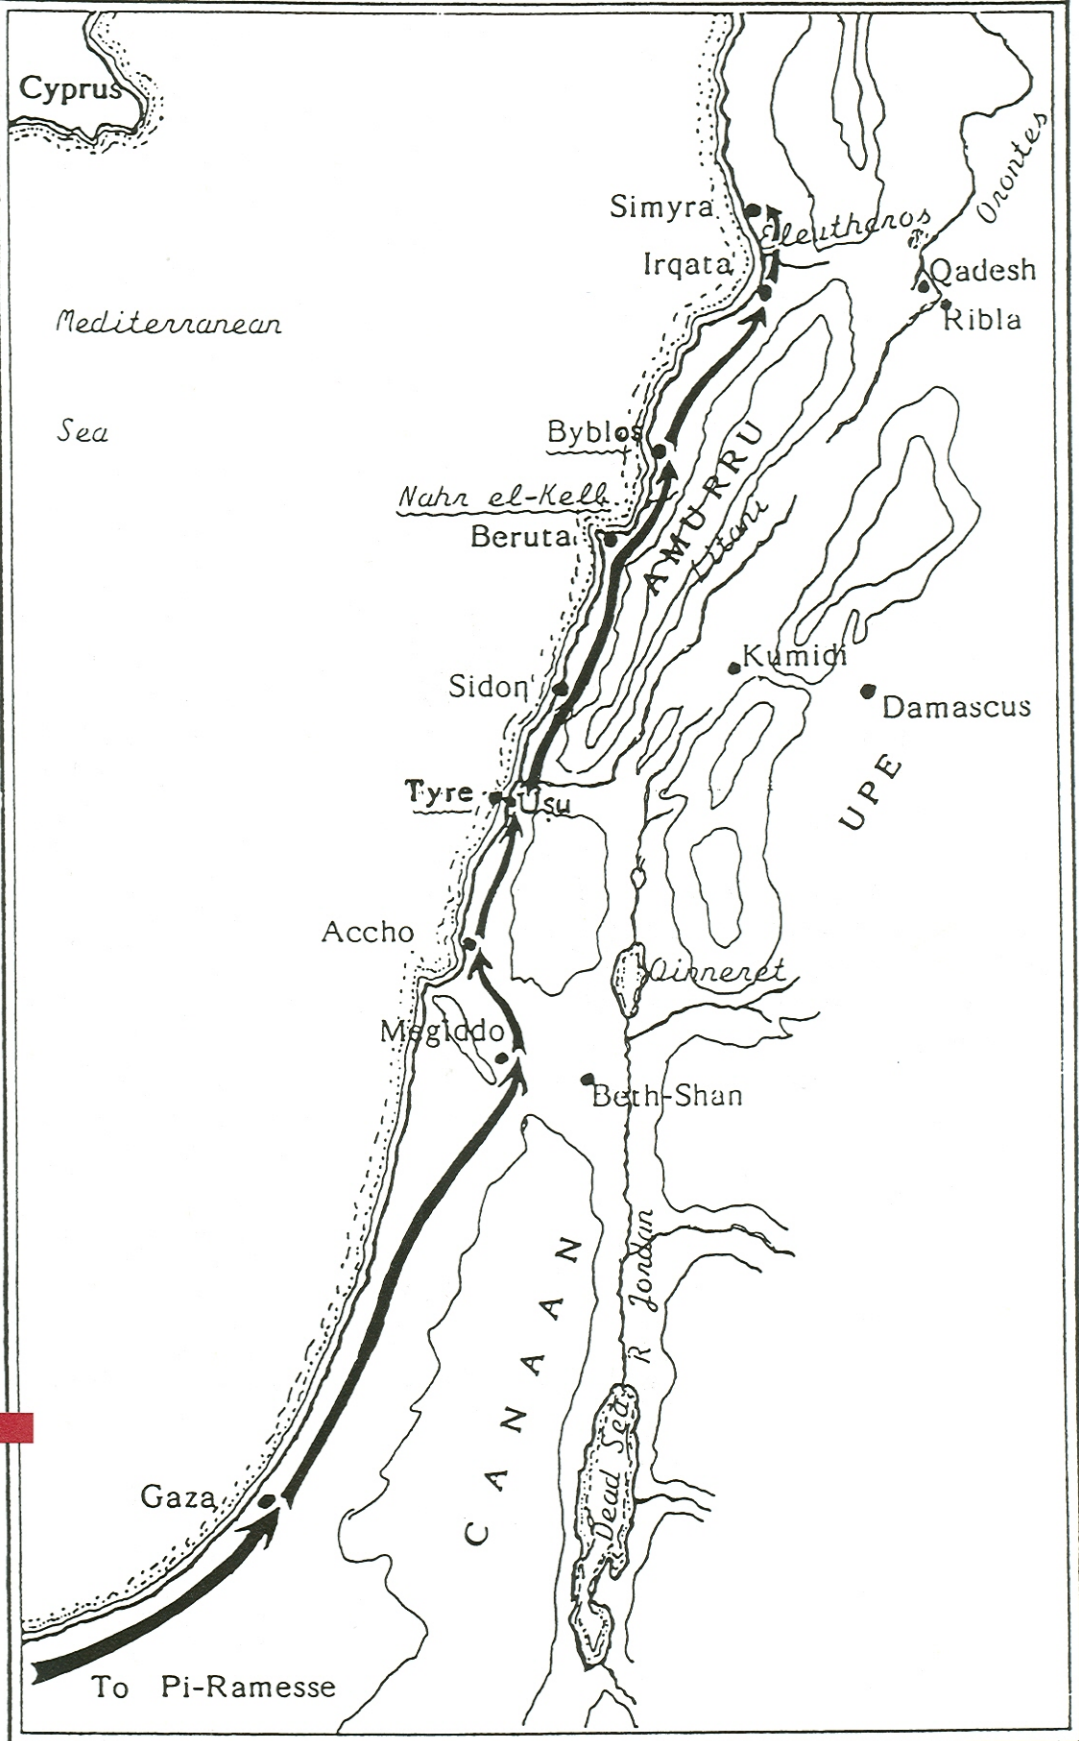 Cyprus
Orontes
Simyra
Eleutheros
Irqata
Qadesh
Ribla
Mediterranean
Sea
Byblos
AMURRU
Nahr el-Kelb
Litani
Beruta
Kumidi
Sidon
Damascus
UPE
Tyre
Usu
Accho
Qinneret
Megiddo
Beth-Shan
R Jordan
CANAAN
Dead Sea
Gaza
To Pi-Ramesse